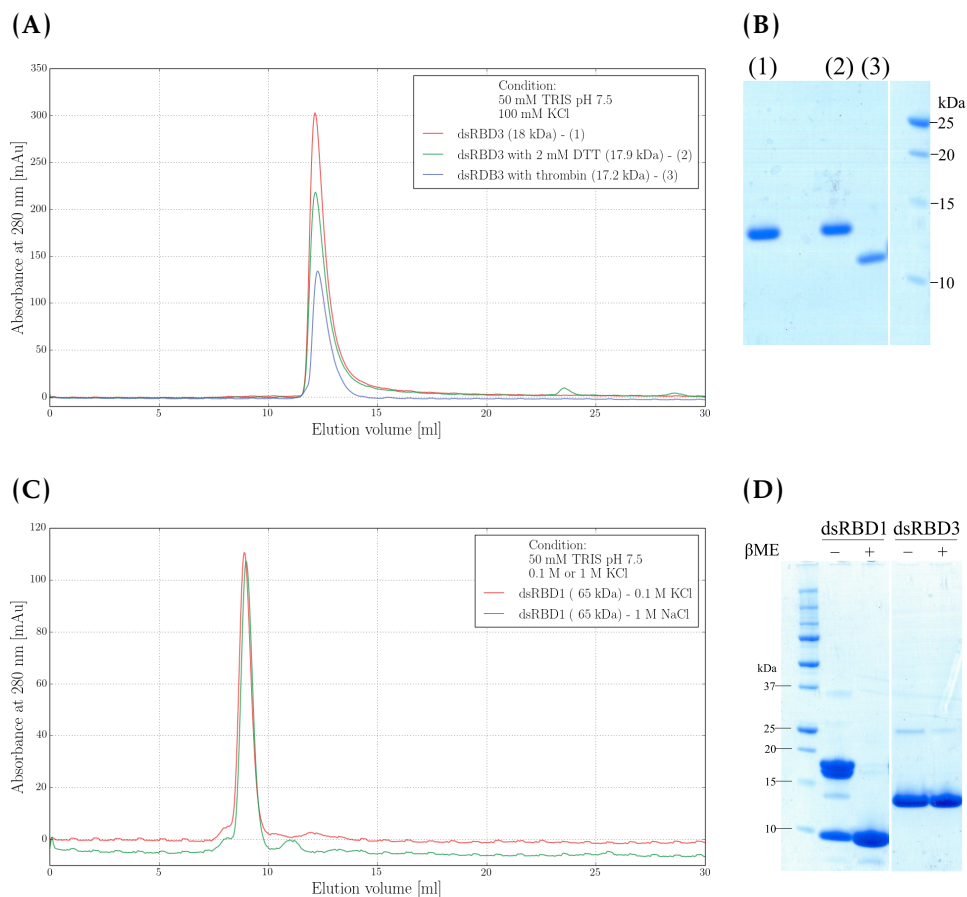 (A)
350
300
250
200
150
100
50
0
−10
Absorbance at 280 nm [mAu]
0 5 10 15 20 25 30
Elution volume [ml]
Condition:
50 mM TRIS pH 7.5
100 mM KCl
dsRBD3 (18 kDa) - (1)
dsRBD3 with 2 mM DTT (17.9 kDa) - (2)
dsRDB3 with thrombin (17.2 kDa) - (3)
(B)
(1) (2) (3)
kDa
25
20
15
10
(C)
120
100
80
60
40
20
0
−20
Absorbance at 280 nm [mAu]
0 5 10 15 20 25 30
Elution volume [ml]
Condition:
50 mM TRIS pH 7.5
0.1 M or 1 M KCl
dsRBD1 ( 65 kDa) - 0.1 M KCl
dsRBD1 ( 65 kDa) - 1 M NaCl
(D)
dsRBD1 dsRBD3
βME − + − +
kDa
37
25
20
15
10